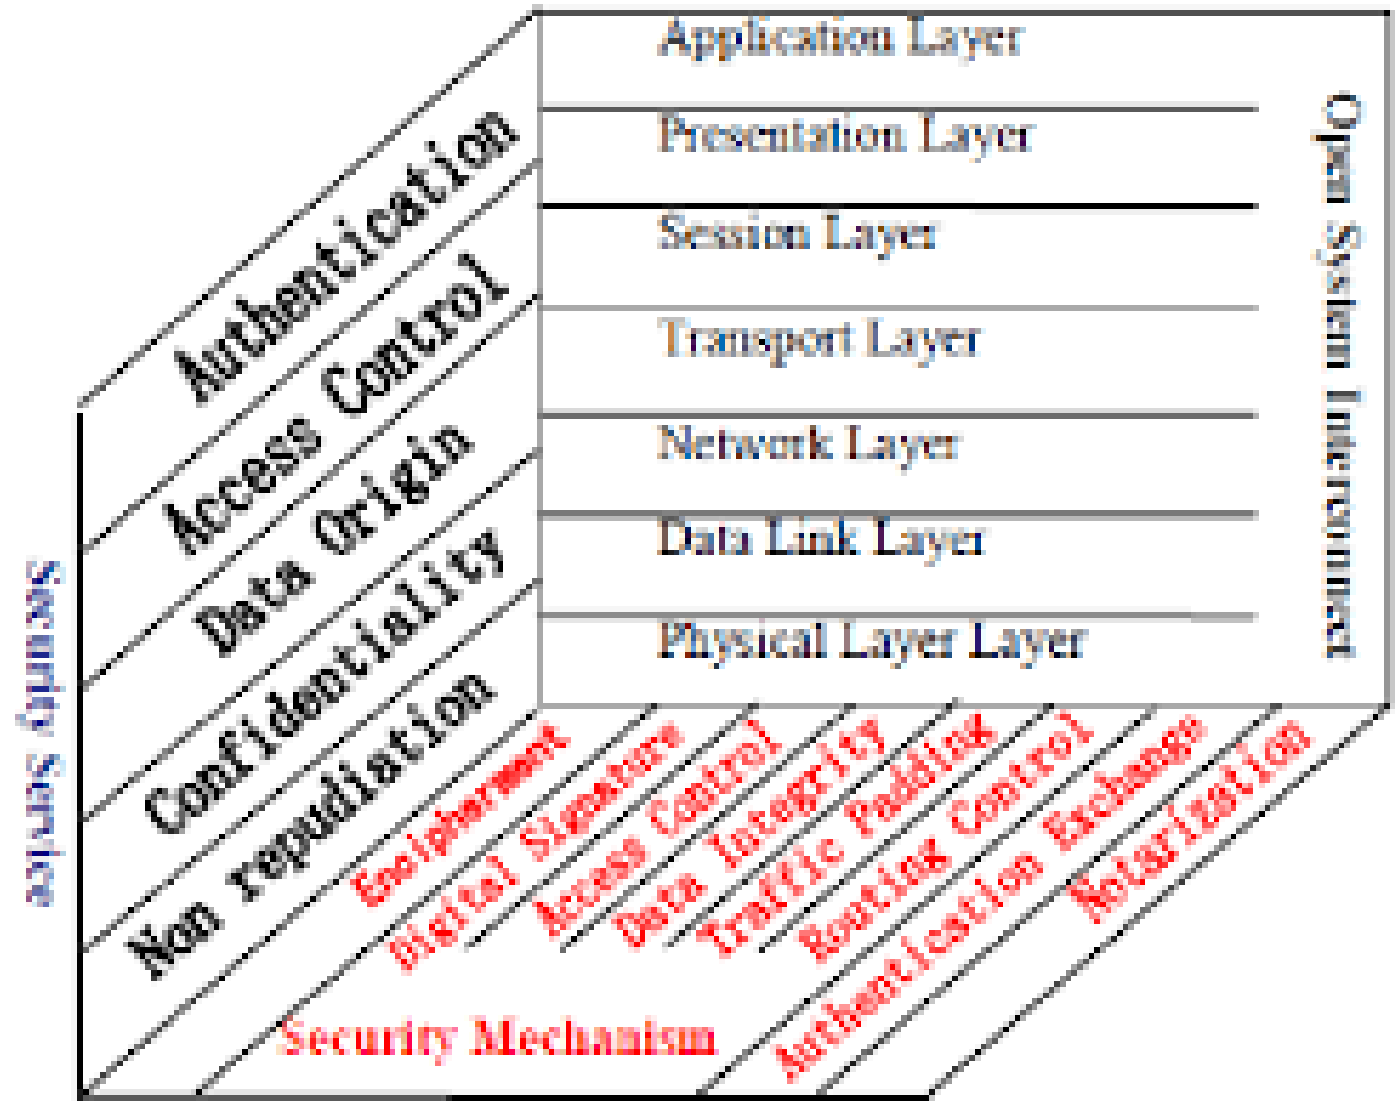 Application Layer
Presentation Layer
Session Layer
Transport Layer
Network Layer
Data Link Layer
Physical Layer Layer
Open System Interconnect
Authentication
Access Control
Data Origin
Confidentiality
Non repudiation
Security Service
Encipherment
Digital Signature
Access Control
Data Integrity
Traffic Padding
Routing Control
Authentication Exchange
Notarization
Security Mechanism